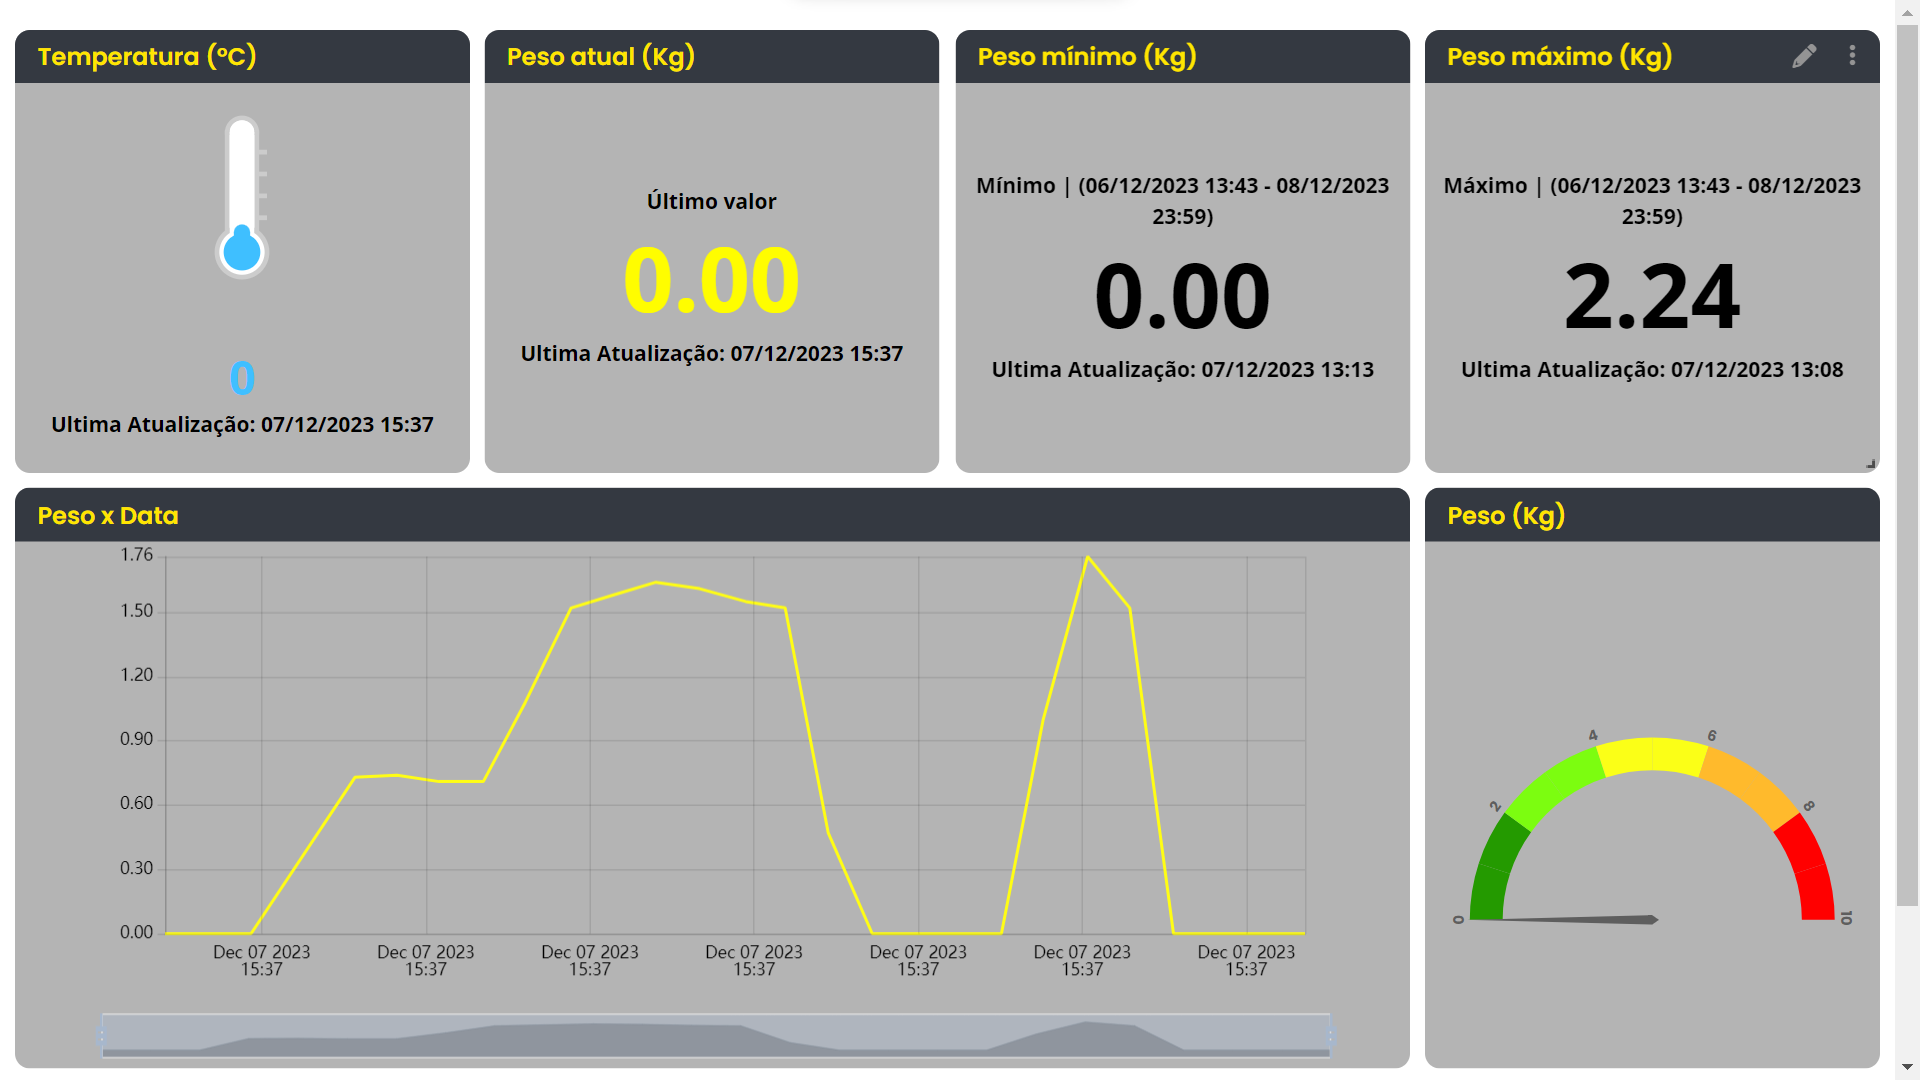 Temperatura (°C)
0
Ultima Atualização: 07/12/2023 15:37
Peso atual (Kg)
Último valor
0.00
Ultima Atualização: 07/12/2023 15:37
Peso mínimo (Kg)
Mínimo | (06/12/2023 13:43 - 08/12/2023
23:59)
0.00
Ultima Atualização: 07/12/2023 13:13
Peso máximo (Kg)
Máximo | (06/12/2023 13:43 - 08/12/2023
23:59)
2.24
Ultima Atualização: 07/12/2023 13:08
Peso x Data
1.76
1.50
1.20
0.90
0.60
0.30
0.00
Dec 07 2023 Dec 07 2023 Dec 07 2023 Dec 07 2023 Dec 07 2023 Dec 07 2023 Dec 07 2023
15:37 15:37 15:37 15:37 15:37 15:37 15:37
Peso (Kg)
0
2
4
6
8
10